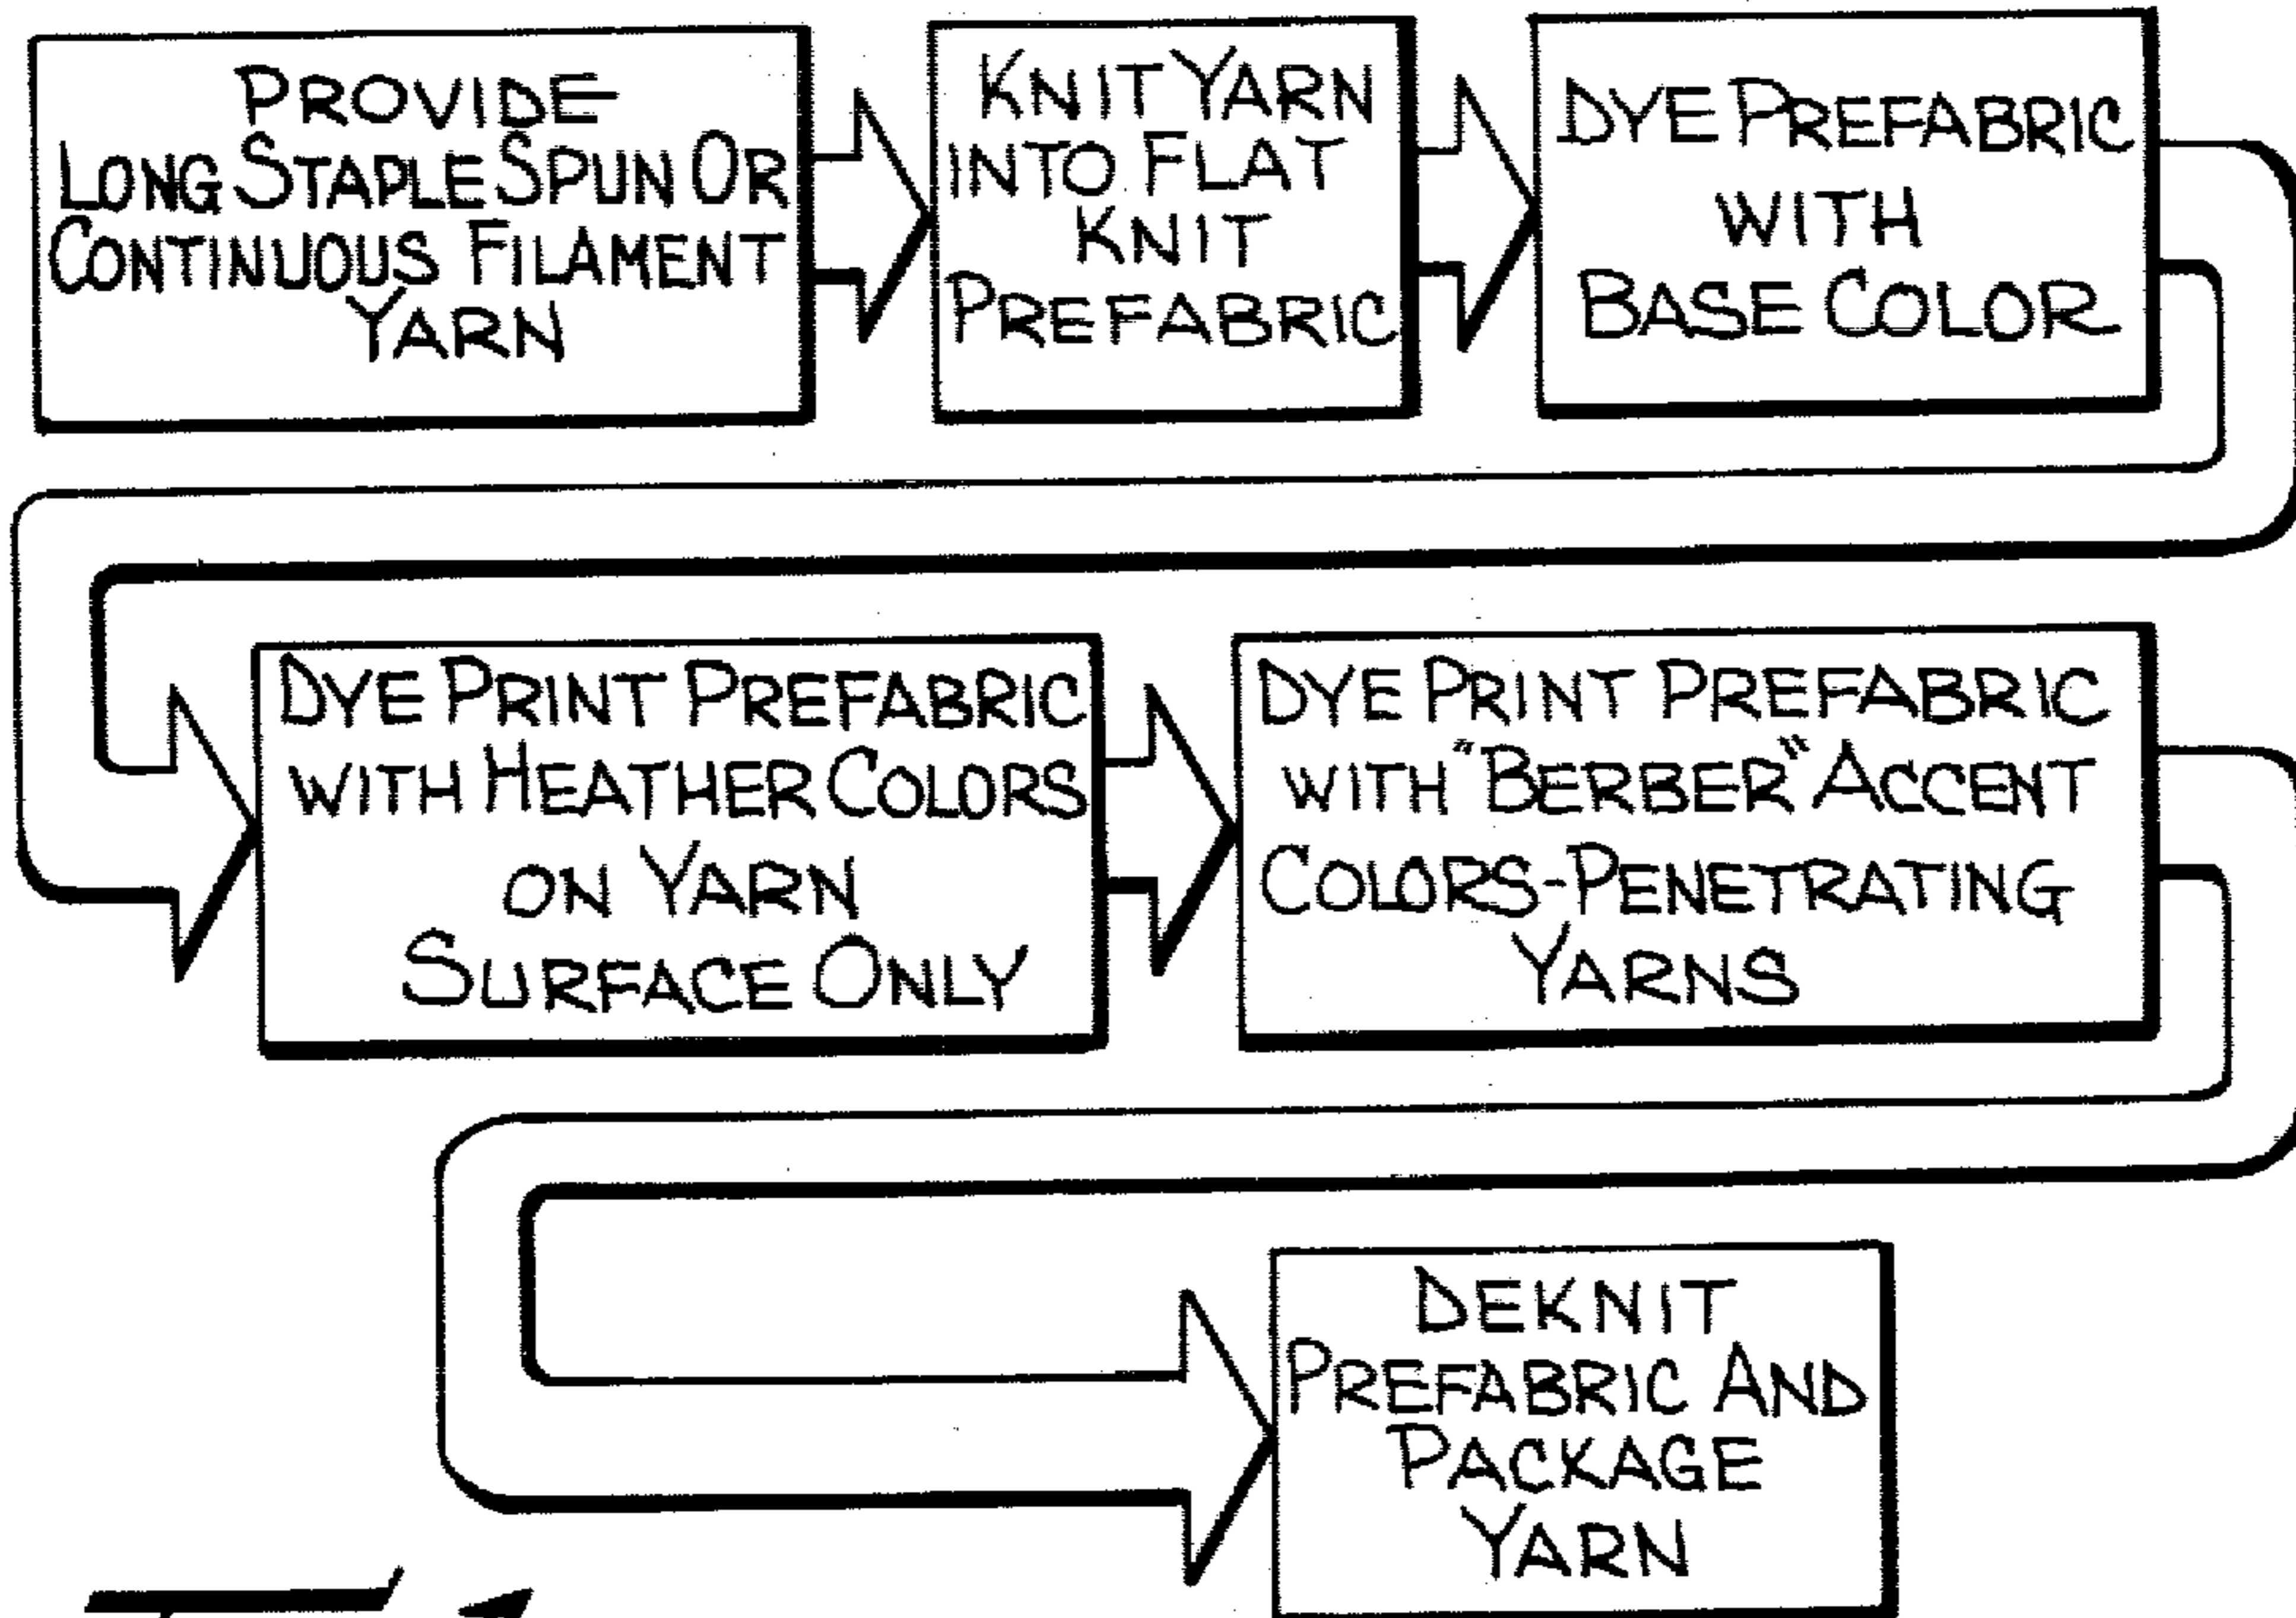 PROVIDE
LONG STAPLE SPUN OR
CONTINUOUS FILAMENT
YARN
KNIT YARN
INTO FLAT
KNIT
PREFABRIC
DYE PREFABRIC
WITH
BASE COLOR
DYE PRINT PREFABRIC
WITH HEATHER COLORS
ON YARN
SURFACE ONLY
DYE PRINT PREFABRIC
WITH "BERBER" ACCENT
COLORS-PENETRATING
YARNS
DEKNIT
PREFABRIC AND
PACKAGE
YARN